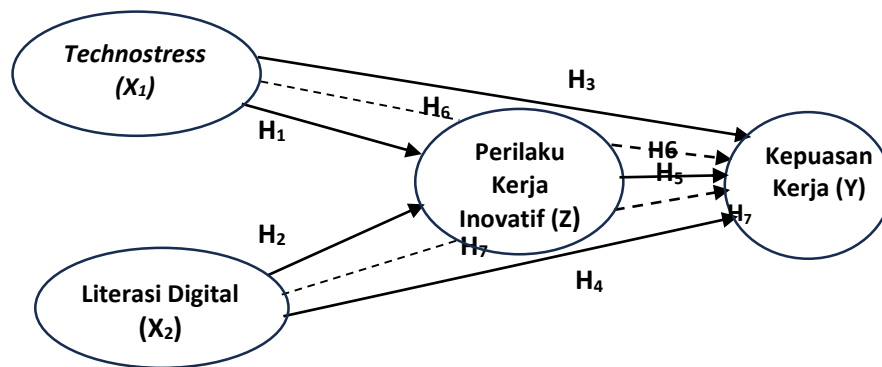 Technostress
(X₁)
H₃
H₆
H₁
Perilaku
Kerja
Inovatif (Z)
H6
H₅
Kepuasan
Kerja (Y)
H₇
H₂
H₇
H₄
Literasi Digital
(X₂)